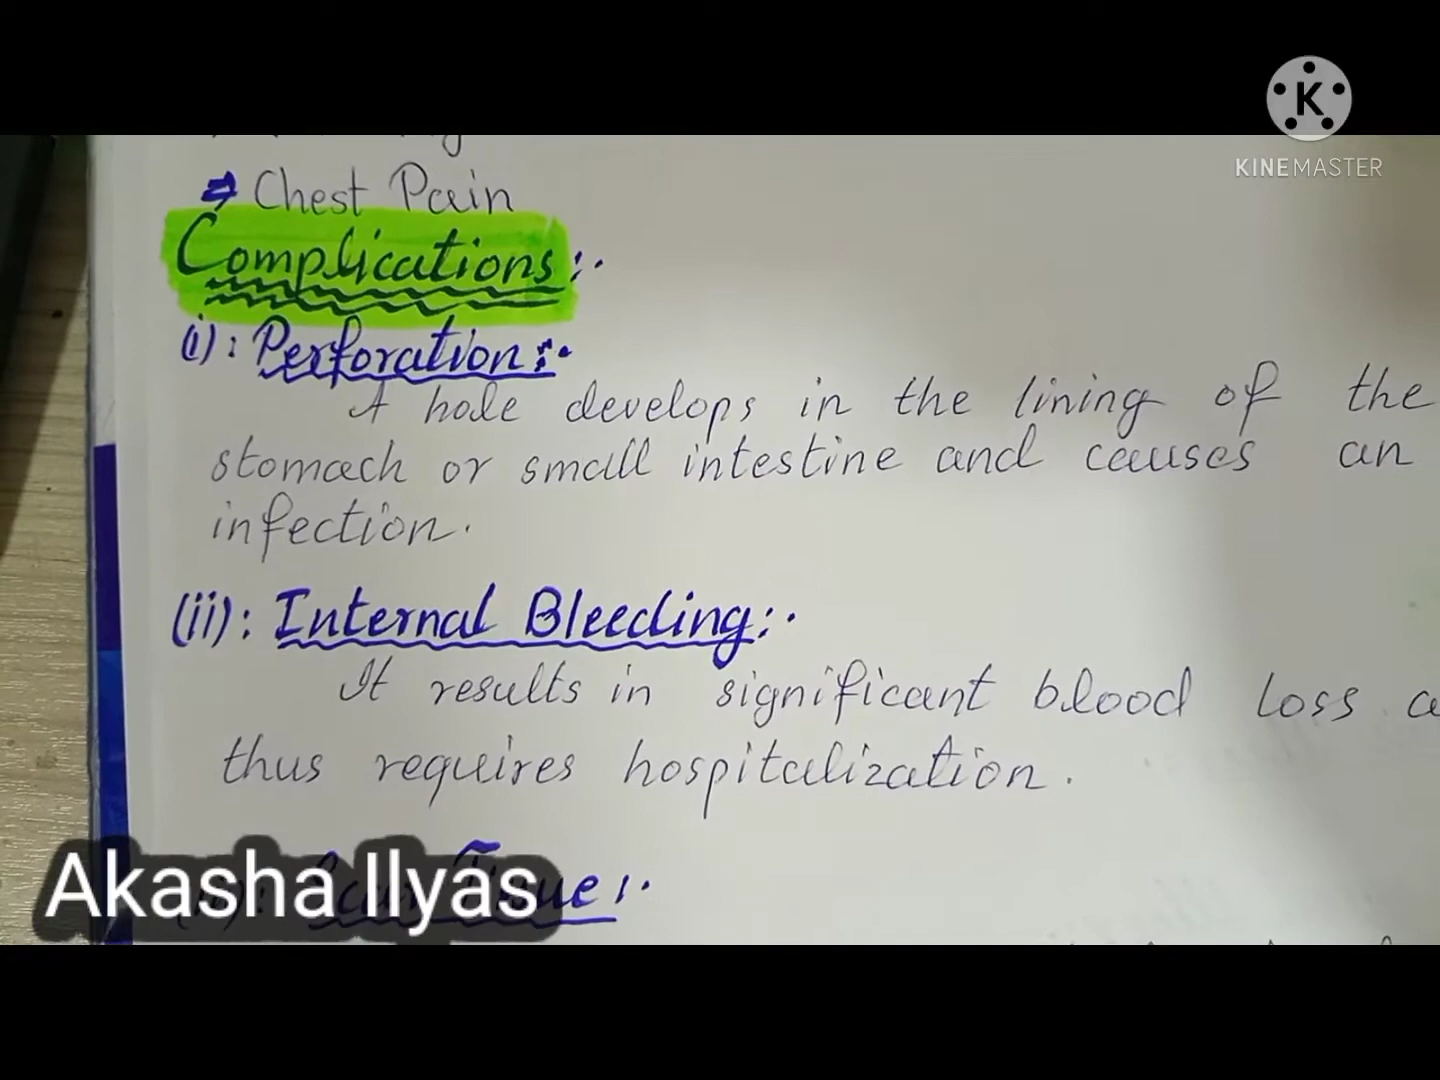 KINEMASTER
⇒ Chest Pain
Complications:.
(i): Perforation:.
A hole develops in the lining of the
stomach or small intestine and causes an
infection.
(ii): Internal Bleeding:.
It results in significant blood loss
thus requires hospitalization.
Tissue:.
Akasha Ilyas